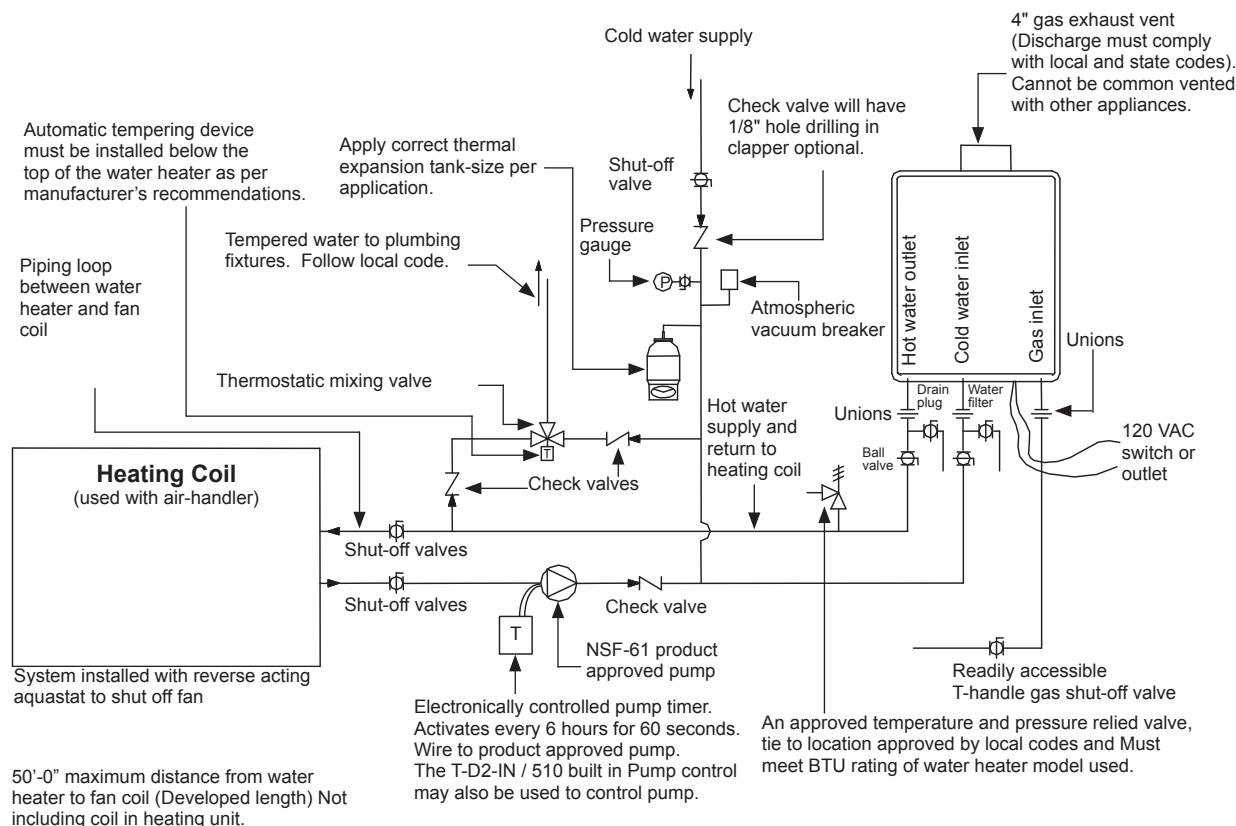 Cold water supply
4" gas exhaust vent
(Discharge must comply
with local and state codes).
Cannot be common vented
with other appliances.
Automatic tempering device
must be installed below the
top of the water heater as per
manufacturer's recommendations.
Apply correct thermal
expansion tank-size per
application.
Check valve will have
1/8" hole drilling in
clapper optional.
Shut-off
valve
Pressure
gauge
P
Tempered water to plumbing
fixtures. Follow local code.
Piping loop
between water
heater and fan
coil
Atmospheric
vacuum breaker
Hot water outlet
Cold water inlet
Gas inlet
Unions
Thermostatic mixing valve
T
Hot water
supply and
return to
heating coil
Unions
Drain
plug
Water
filter
Ball
valve
120 VAC
switch or
outlet
Heating Coil
(used with air-handler)
Check valves
Shut-off valves
Shut-off valves
Check valve
T
NSF-61 product
approved pump
System installed with reverse acting
aquastat to shut off fan
Readily accessible
T-handle gas shut-off valve
Electronically controlled pump timer.
Activates every 6 hours for 60 seconds.
Wire to product approved pump.
The T-D2-IN / 510 built in Pump control
may also be used to control pump.
An approved temperature and pressure relied valve,
tie to location approved by local codes and Must
meet BTU rating of water heater model used.
50'-0" maximum distance from water
heater to fan coil (Developed length) Not
including coil in heating unit.